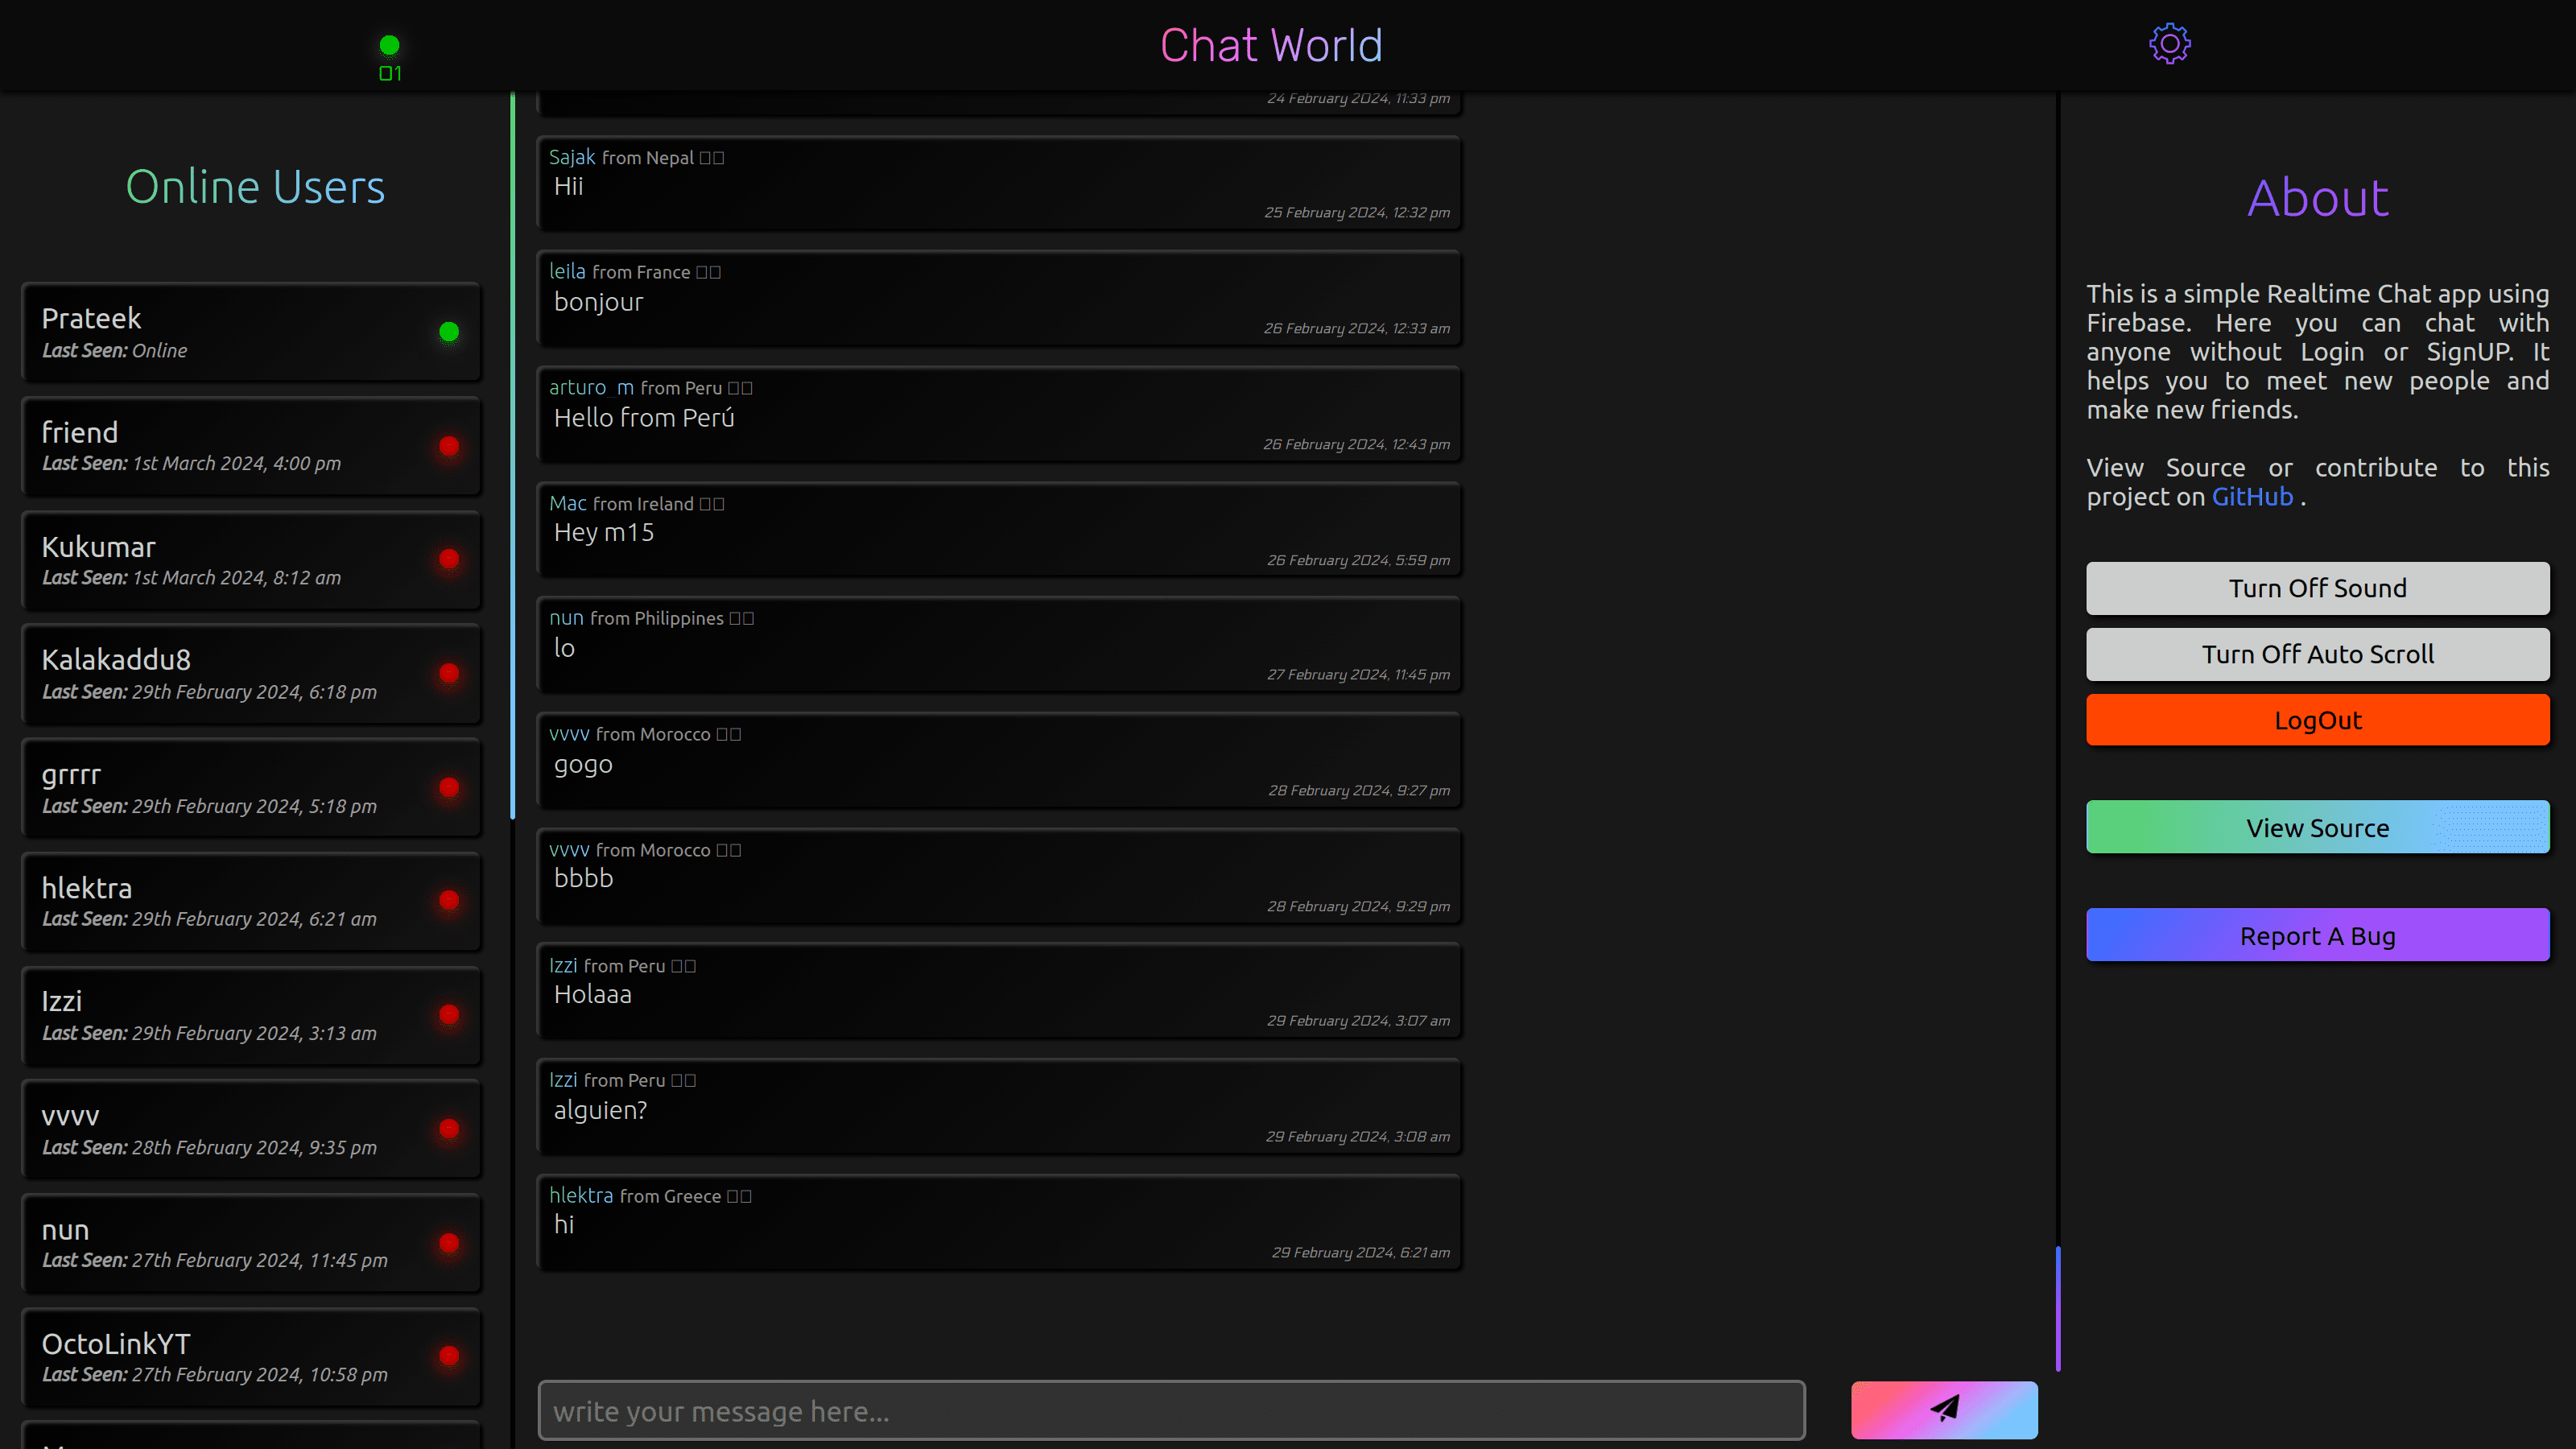 01
Chat World
Online Users
Prateek
Last Seen: Online
friend
Last Seen: 1st March 2024, 4:00 pm
Kukumar
Last Seen: 1st March 2024, 8:12 am
Kalakaddu8
Last Seen: 29th February 2024, 6:18 pm
grrrr
Last Seen: 29th February 2024, 5:18 pm
hlektra
Last Seen: 29th February 2024, 6:21 am
Izzi
Last Seen: 29th February 2024, 3:13 am
vvvv
Last Seen: 28th February 2024, 9:35 pm
nun
Last Seen: 27th February 2024, 11:45 pm
OctoLinkYT
Last Seen: 27th February 2024, 10:58 pm
24 February 2024, 11:33 pm
Sajak from Nepal
Hii
25 February 2024, 12:32 pm
leila from France
bonjour
26 February 2024, 12:33 am
arturo_m from Peru
Hello from Perú
26 February 2024, 12:43 pm
Mac from Ireland
Hey m15
26 February 2024, 5:59 pm
nun from Philippines
lo
27 February 2024, 11:45 pm
vvvv from Morocco
gogo
28 February 2024, 9:27 pm
vvvv from Morocco
bbbb
28 February 2024, 9:29 pm
Izzi from Peru
Holaaa
29 February 2024, 3:07 am
Izzi from Peru
alguien?
29 February 2024, 3:08 am
hlektra from Greece
hi
29 February 2024, 6:21 am
write your message here...
About
This is a simple Realtime Chat app using
Firebase. Here you can chat with
anyone without Login or SignUP. It
helps you to meet new people and
make new friends.
View Source or contribute to this
project on GitHub .
Turn Off Sound
Turn Off Auto Scroll
LogOut
View Source
Report A Bug